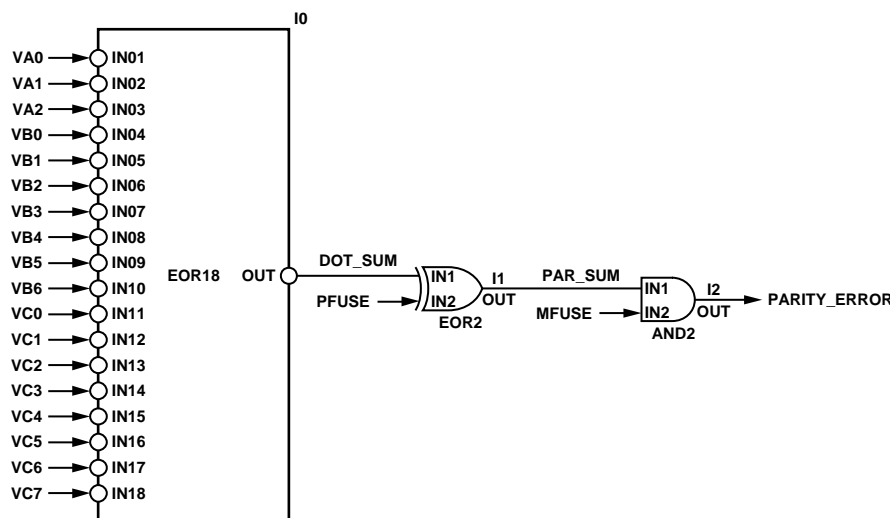 I0
VA0 IN01
VA1 IN02
VA2 IN03
VB0 IN04
VB1 IN05
VB2 IN06
VB3 IN07
VB4 IN08
VB5 IN09
VB6 IN10
VC0 IN11
VC1 IN12
VC2 IN13
VC3 IN14
VC4 IN15
VC5 IN16
VC6 IN17
VC7 IN18
EOR18 OUT
DOT_SUM
PFUSE
IN1
IN2
I1
OUT
EOR2
PAR_SUM
MFUSE
IN1
IN2
I2
OUT
AND2
PARITY_ERROR